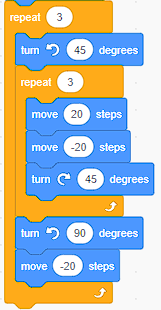 repeat 3
turn 45 degrees
repeat 3
move 20 steps
move -20 steps
turn 45 degrees
turn 90 degrees
move -20 steps